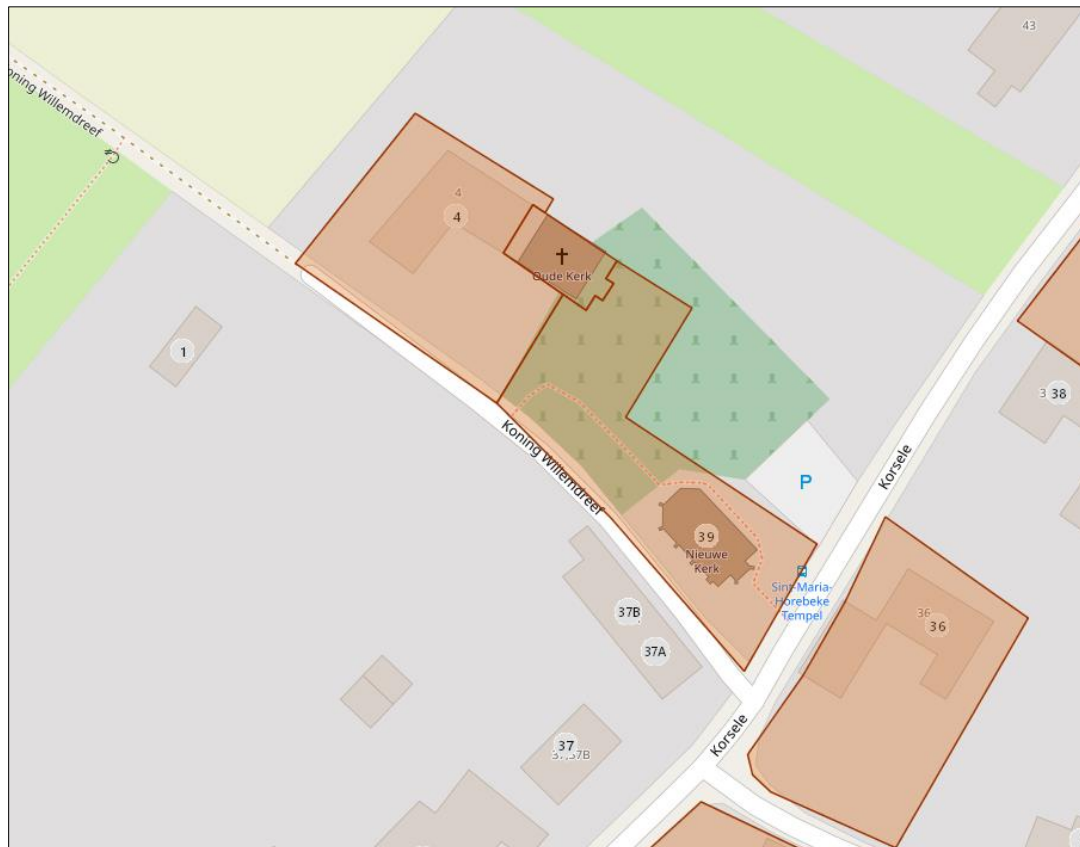 43
oning Willemdreef
4
4
Oude Kerk
1
38
Koning Willemdreef
Korsele
P
39
Nieuwe
Kerk
Sint-Maria-
Horebeke
Tempel
36
36
37B
37A
Korsele
37